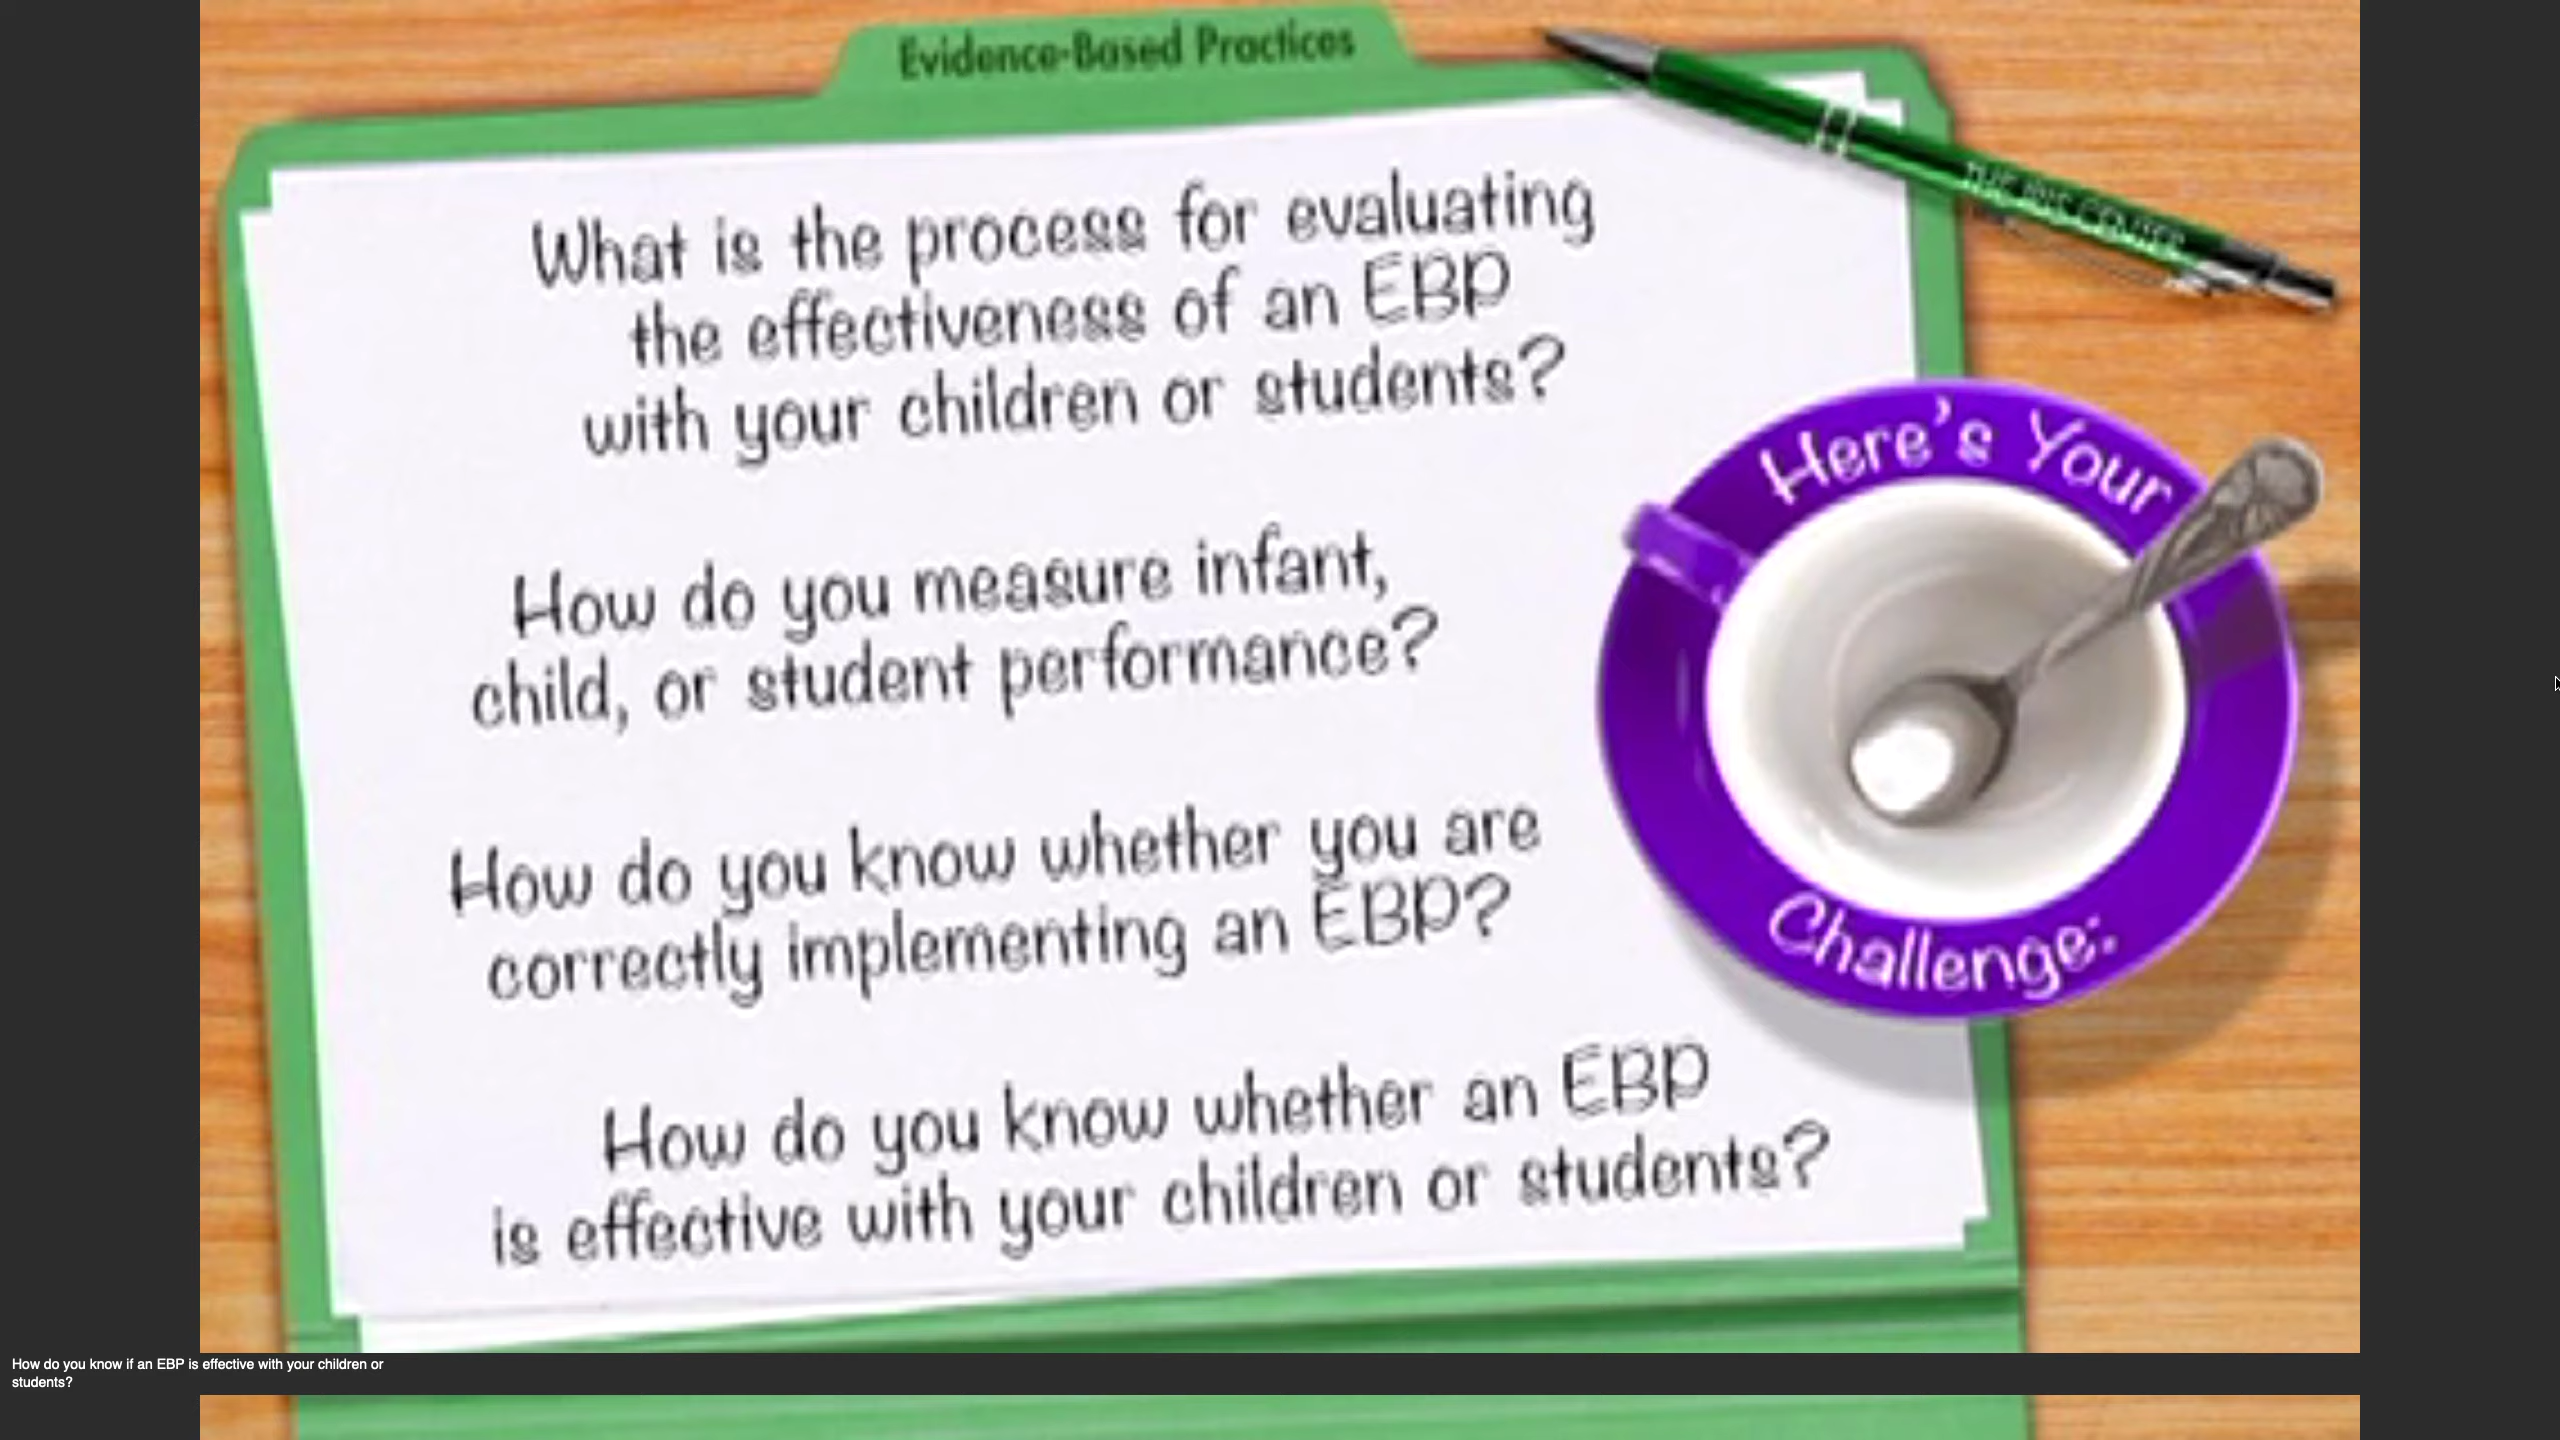 Evidence-Based Practices
THE IRIS CENTER
What is the process for evaluating
the effectiveness of an EBP
with your children or students?
Here's Your
How do you measure infant,
child, or student performance?
How do you know whether you are
correctly implementing an EBP?
Challenge:
How do you know whether an EBP
is effective with your children or students?
How do you know if an EBP is effective with your children or
students?